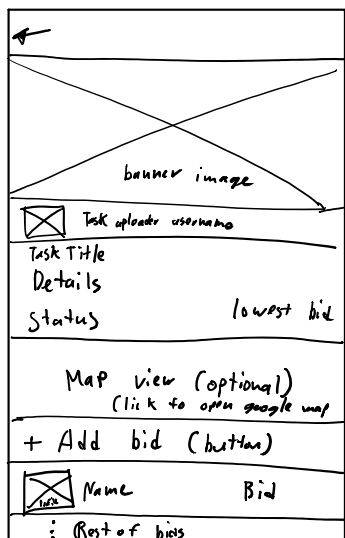 banner image
Task uploader username
Task Title
Details
Status lowest bid
Map view (optional)
(Click to open google map
+ Add bid (button)
Name Bid
⋮ Rest of bids